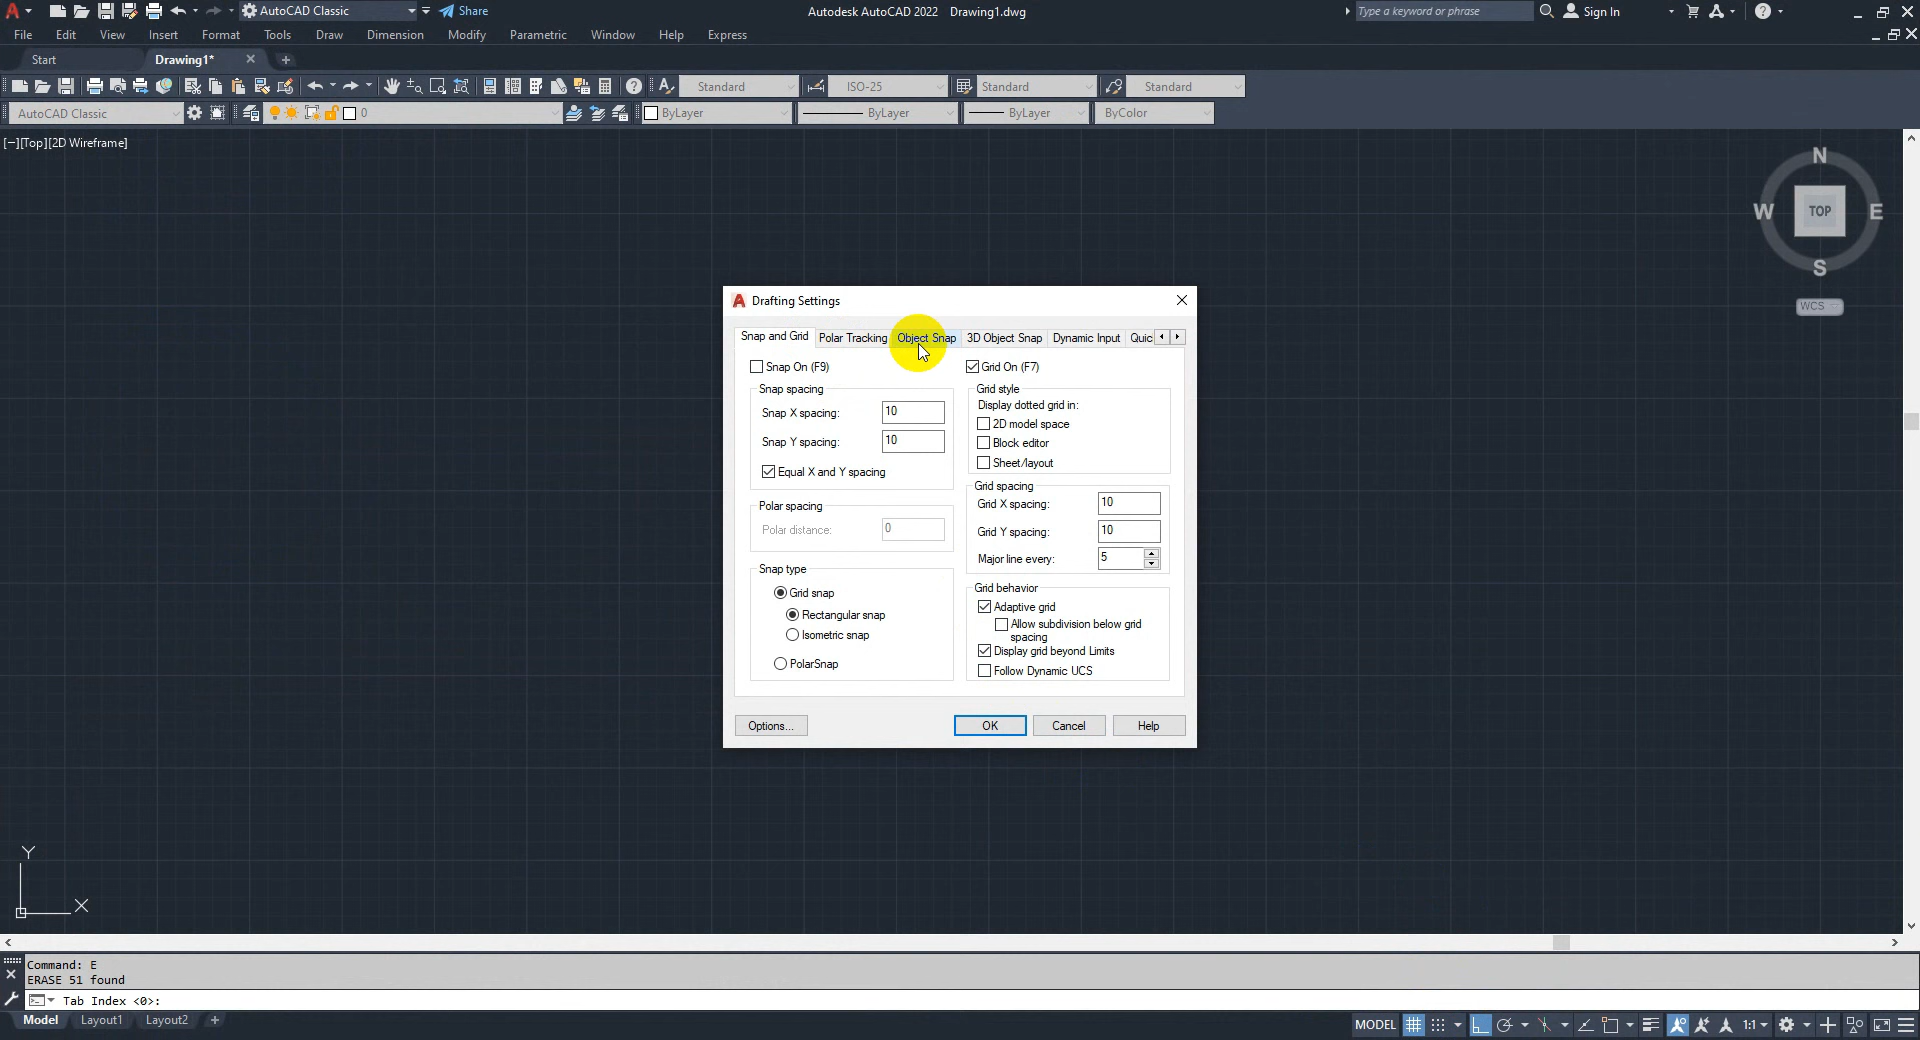 AutoCAD Classic
Share
Autodesk AutoCAD 2022 Drawing1.dwg
Type a keyword or phrase
Sign In
File Edit View Insert Format Tools Draw Dimension Modify Parametric Window Help Express
Start
Drawing1*
Standard
ISO-25
Standard
Standard
AutoCAD Classic
0
ByLayer
ByLayer
ByLayer
ByColor
[−][Top][2D Wireframe]
N
W
TOP
E
S
WCS
Drafting Settings
Snap and Grid
Polar Tracking
Object Snap
3D Object Snap
Dynamic Input
Quic
Snap On (F9)
Grid On (F7)
Snap spacing
Snap X spacing: 10
Snap Y spacing: 10
Equal X and Y spacing
Polar spacing
Polar distance: 0
Snap type
Grid snap
Rectangular snap
Isometric snap
PolarSnap
Grid style
Display dotted grid in:
2D model space
Block editor
Sheet/layout
Grid spacing
Grid X spacing: 10
Grid Y spacing: 10
Major line every: 5
Grid behavior
Adaptive grid
Allow subdivision below grid
spacing
Display grid beyond Limits
Follow Dynamic UCS
Options...
OK
Cancel
Help
Y
X
Command: E
ERASE 51 found
Tab Index <0>:
Model
Layout1
Layout2
MODEL
1:1